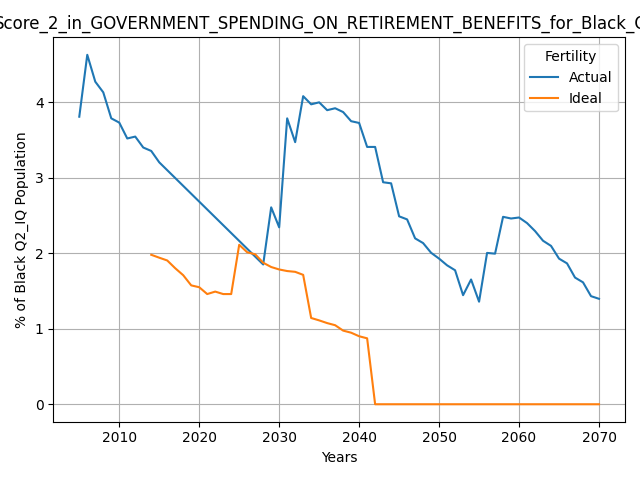 Score_2_in_GOVERNMENT_SPENDING_ON_RETIREMENT_BENEFITS_for_Black_
Fertility
Actual
Ideal
% of Black Q2_IQ Population
4
3
2
1
0
2010 2020 2030 2040 2050 2060 2070
Years